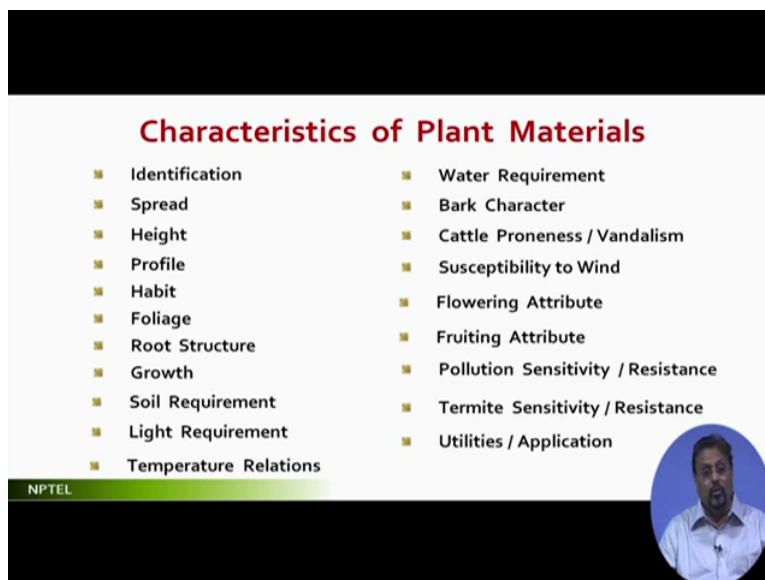 Characteristics of Plant Materials
Identification
Spread
Height
Profile
Habit
Foliage
Root Structure
Growth
Soil Requirement
Light Requirement
Temperature Relations
Water Requirement
Bark Character
Cattle Proneness / Vandalism
Susceptibility to Wind
Flowering Attribute
Fruiting Attribute
Pollution Sensitivity / Resistance
Termite Sensitivity / Resistance
Utilities / Application
NPTEL